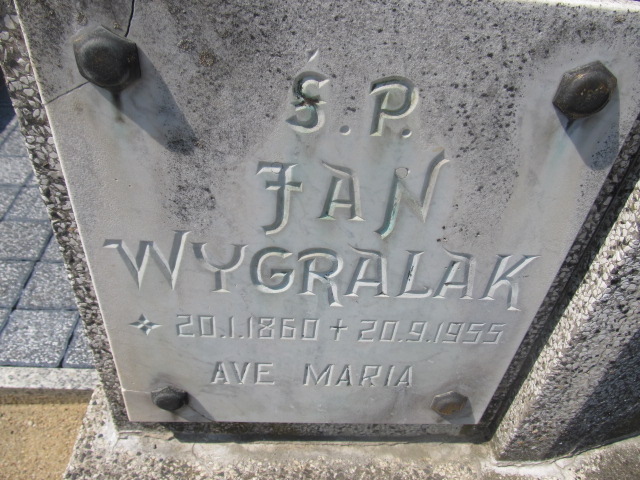 Ś.P.
JAN
WYGRALAK
20.1.1860 + 20.9.1955
AVE MARIA